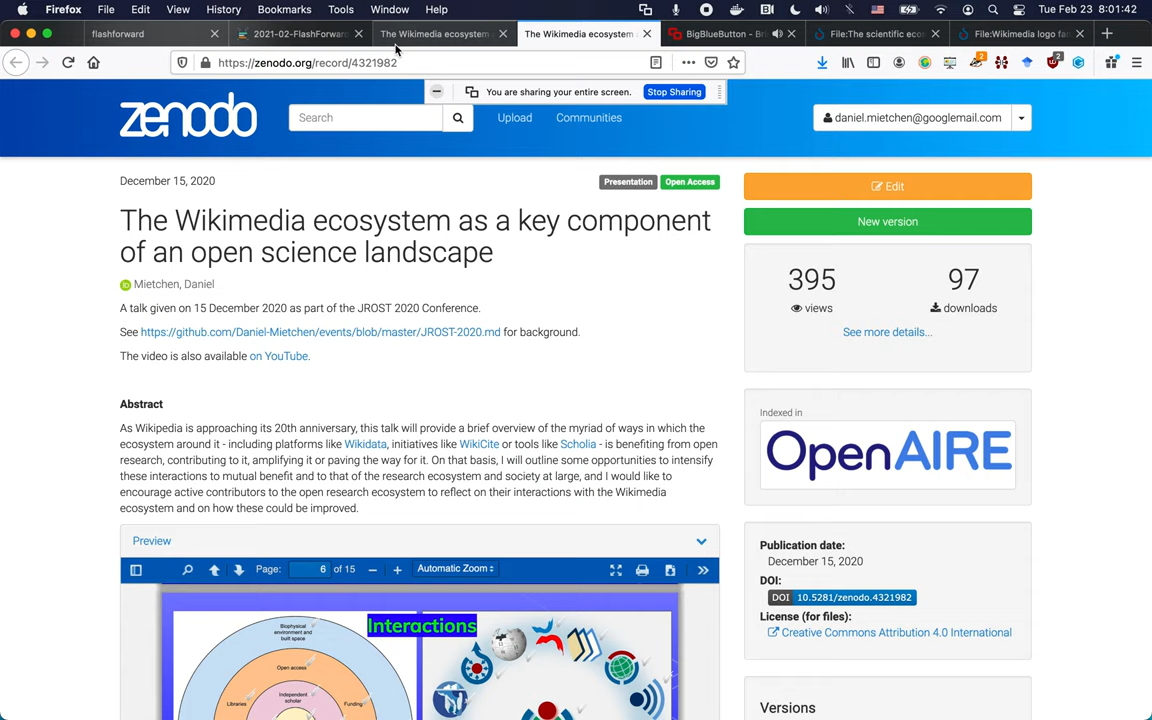 Firefox File Edit View History Bookmarks Tools Window Help Tue Feb 23 8:01:42
flashforward 2021-02-FlashForward The Wikimedia ecosystem The Wikimedia ecosystem BigBlueButton - Bri File:The scientific eco File:Wikimedia logo fa
https://zenodo.org/record/4321982
You are sharing your entire screen. Stop Sharing
zenodo Search Upload Communities daniel.mietchen@googlemail.com
December 15, 2020 Presentation Open Access
Edit
The Wikimedia ecosystem as a key component
of an open science landscape
New version
395 97
views downloads
See more details...
Mietchen, Daniel
A talk given on 15 December 2020 as part of the JROST 2020 Conference.
See https://github.com/Daniel-Mietchen/events/blob/master/JROST-2020.md for background.
The video is also available on YouTube.
Abstract
As Wikipedia is approaching its 20th anniversary, this talk will provide a brief overview of the myriad of ways in which the
ecosystem around it - including platforms like Wikidata, initiatives like WikiCite or tools like Scholia - is benefiting from open
research, contributing to it, amplifying it or paving the way for it. On that basis, I will outline some opportunities to intensify
these interactions to mutual benefit and to that of the research ecosystem and society at large, and I would like to
encourage active contributors to the open research ecosystem to reflect on their interactions with the Wikimedia
ecosystem and on how these could be improved.
Indexed in
OpenAIRE
Preview
Page: 6 of 15 Automatic Zoom
Interactions
Biophysical
environment and
built space
Open access
Libraries
Independent
scholar
Funding
Publication date:
December 15, 2020
DOI:
DOI 10.5281/zenodo.4321982
License (for files):
Creative Commons Attribution 4.0 International
Versions